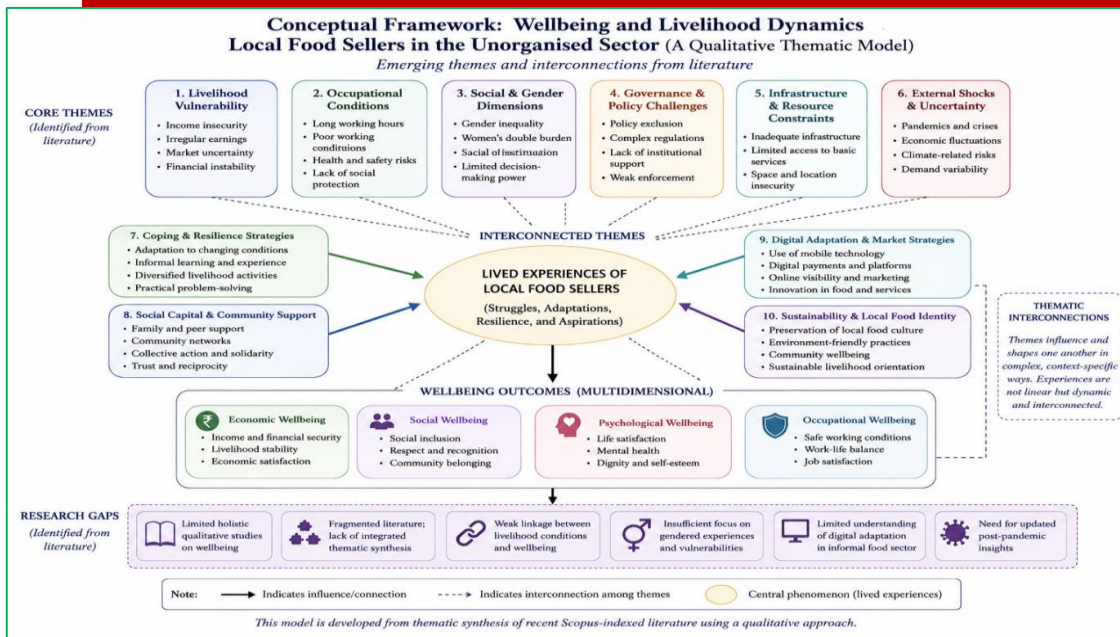 Conceptual Framework: Wellbeing and Livelihood Dynamics
Local Food Sellers in the Unorganised Sector (A Qualitative Thematic Model)
Emerging themes and interconnections from literature
CORE THEMES
(Identified from
literature)
1. Livelihood
Vulnerability
• Income insecurity
• Irregular earnings
• Market uncertainty
• Financial instability
2. Occupational
Conditions
• Long working hours
• Poor working
conditions
• Health and safety risks
• Lack of social
protection
3. Social & Gender
Dimensions
• Gender inequality
• Women's double burden
• Social
• Limited decision-
making power
4. Governance &
Policy Challenges
• Policy exclusion
• Complex regulations
• Lack of institutional
support
• Weak enforcement
5. Infrastructure
& Resource
Constraints
• Inadequate infrastructure
• Limited access to basic
services
• Space and location
insecurity
6. External Shocks
& Uncertainty
• Pandemics and crises
• Economic fluctuations
• Climate-related risks
• Demand variability
INTERCONNECTED THEMES
7. Coping & Resilience Strategies
• Adaptation to changing conditions
• Informal learning and experience
• Diversified livelihood activities
• Practical problem-solving
8. Social Capital & Community Support
• Family and peer support
• Community networks
• Collective action and solidarity
• Trust and reciprocity
LIVED EXPERIENCES OF
LOCAL FOOD SELLERS
(Struggles, Adaptations,
Resilience, and Aspirations)
9. Digital Adaptation & Market Strategies
• Use of mobile technology
• Digital payments and platforms
• Online visibility and marketing
• Innovation in food and services
10. Sustainability & Local Food Identity
• Preservation of local food culture
• Environment-friendly practices
• Community wellbeing
• Sustainable livelihood orientation
THEMATIC
INTERCONNECTIONS
Themes influence and
shapes one another in
complex, context-specific
ways. Experiences are
not linear but dynamic
and interconnected.
WELLBEING OUTCOMES (MULTIDIMENSIONAL)
₹
Economic Wellbeing
• Income and financial security
• Livelihood stability
• Economic satisfaction
Social Wellbeing
• Social inclusion
• Respect and recognition
• Community belonging
Psychological Wellbeing
• Life satisfaction
• Mental health
• Dignity and self-esteem
Occupational Wellbeing
• Safe working conditions
• Work-life balance
• Job satisfaction
RESEARCH GAPS
(Identified from
literature)
Limited holistic
qualitative studies
on wellbeing
Fragmented literature;
lack of integrated
thematic synthesis
Weak linkage between
livelihood conditions
and wellbeing
Insufficient focus on
gendered experiences
and vulnerabilities
Limited understanding
of digital adaptation
in informal food sector
Need for updated
post-pandemic
insights
Note:
Indicates influence/connection
Indicates interconnection among themes
Central phenomenon (lived experiences)
This model is developed from thematic synthesis of recent Scopus-indexed literature using a qualitative approach.